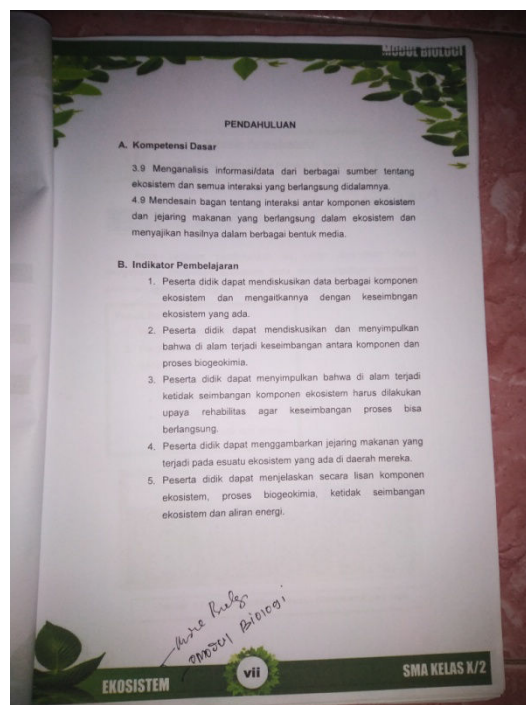 MODUL BIOLOGI
PENDAHULUAN
A. Kompetensi Dasar
3.9 Menganalisis informasi/data dari berbagai sumber tentang
ekosistem dan semua interaksi yang berlangsung didalamnya.
4.9 Mendesain bagan tentang interaksi antar komponen ekosistem
dan jejaring makanan yang berlangsung dalam ekosistem dan
menyajikan hasilnya dalam berbagai bentuk media.
B. Indikator Pembelajaran
1. Peserta didik dapat mendiskusikan data berbagai komponen
ekosistem dan mengaitkannya dengan keseimbngan
ekosistem yang ada.
2. Peserta didik dapat mendiskusikan dan menyimpulkan
bahwa di alam terjadi keseimbangan antara komponen dan
proses biogeokimia.
3. Peserta didik dapat menyimpulkan bahwa di alam terjadi
ketidak seimbangan komponen ekosistem harus dilakukan
upaya rehabilitas agar keseimbangan proses bisa
berlangsung.
4. Peserta didik dapat menggambarkan jejaring makanan yang
terjadi pada esuatu ekosistem yang ada di daerah mereka.
5. Peserta didik dapat menjelaskan secara lisan komponen
ekosistem, proses biogeokimia, ketidak seimbangan
ekosistem dan aliran energi.
Biologi
EKOSISTEM
vii
SMA KELAS X/2